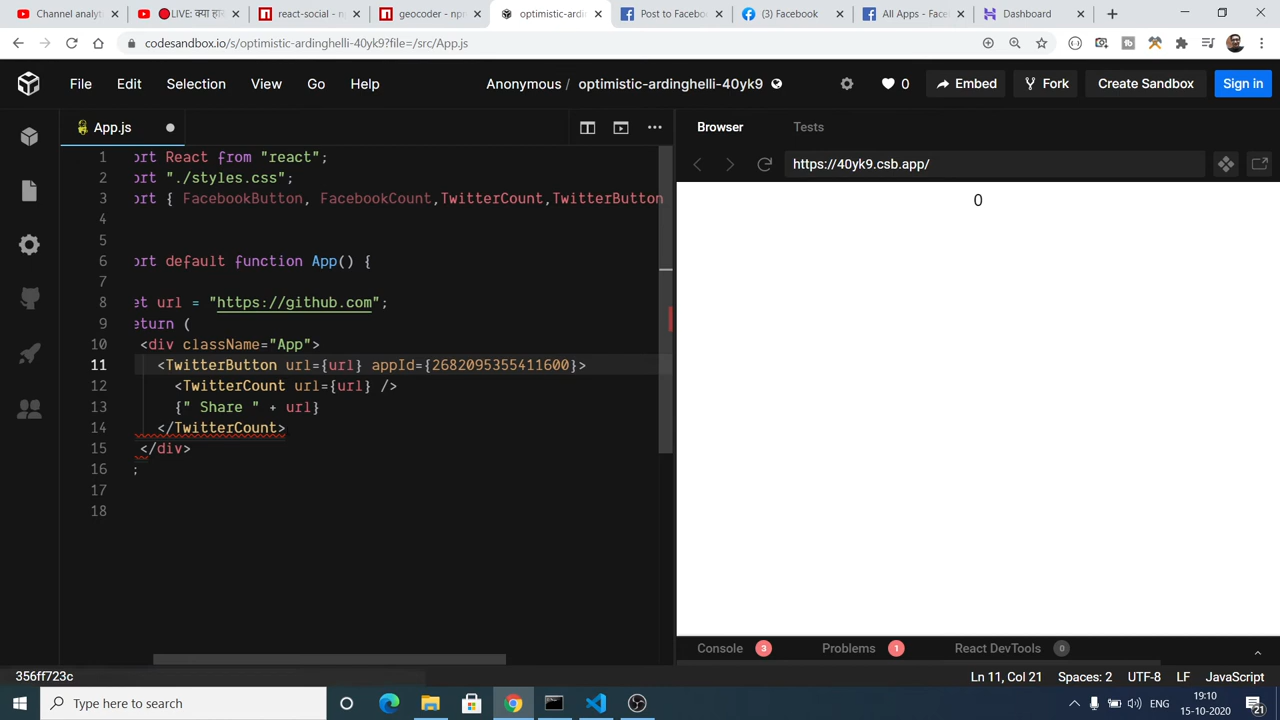 Channel analyt
🔴LIVE: क्या हा
react-social - np
geocoder - npm
optimistic-ardin
Post to Faceboo
(3) Facebook
All Apps - Face
Dashboard
codesandbox.io/s/optimistic-ardinghelli-40yk9?file=/src/App.js
File Edit Selection View Go Help Anonymous / optimistic-ardinghelli-40yk9 0 Embed Fork Create Sandbox Sign in
App.js
Browser Tests
https://40yk9.csb.app/
0
1 ort React from "react";
2 ort "./styles.css";
3 ort { FacebookButton, FacebookCount,TwitterCount,TwitterButton
4
5
6 ort default function App() {
7
8 et url = "https://github.com";
9 eturn (
10 <div className="App">
11 <TwitterButton url={url} appId={2682095355411600}>
12 <TwitterCount url={url} />
13 {" Share " + url}
14 </TwitterCount>
15 </div>
16 ;
17
18
Console 3 Problems 1 React DevTools 0
356ff723c
Ln 11, Col 21 Spaces: 2 UTF-8 LF JavaScript
Type here to search
ENG
19:10
15-10-2020
21